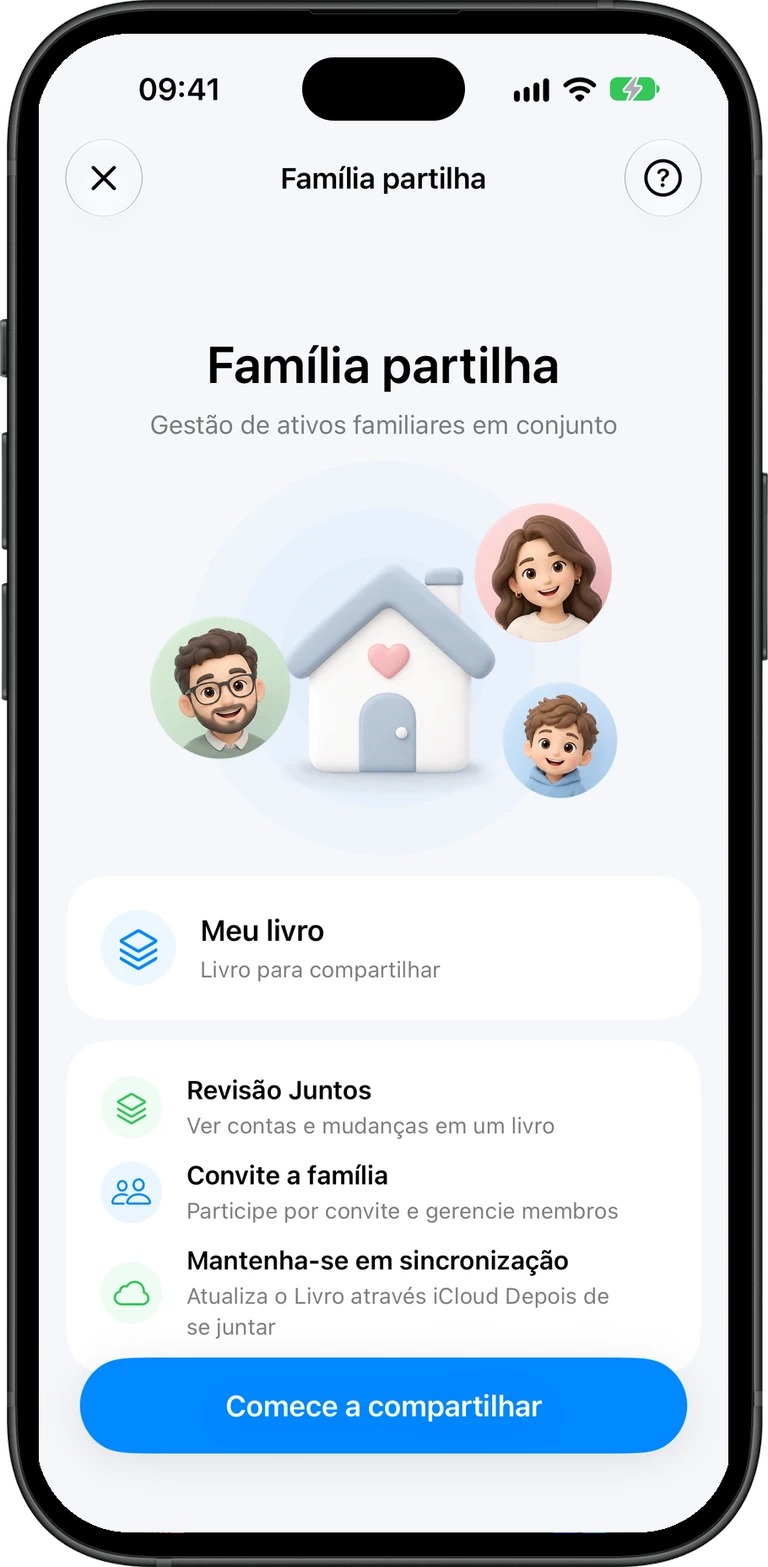 09:41
Família partilha
Família partilha
Gestão de ativos familiares em conjunto
Meu livro
Livro para compartilhar
Revisão Juntos
Ver contas e mudanças em um livro
Convite a família
Participe por convite e gerencie membros
Mantenha-se em sincronização
Atualiza o Livro através iCloud Depois de
se juntar
Comece a compartilhar